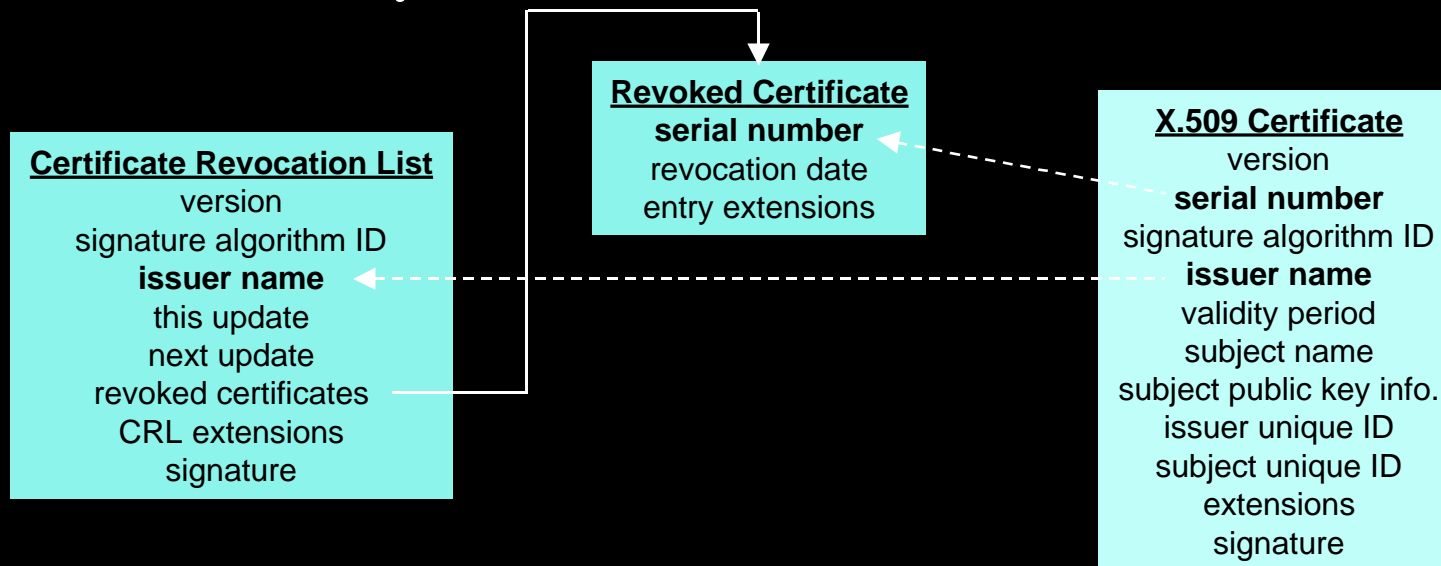 Certificate Revocation List
version
signature algorithm ID
issuer name
this update
next update
revoked certificates
CRL extensions
signature
Revoked Certificate
serial number
revocation date
entry extensions
X.509 Certificate
version
serial number
signature algorithm ID
issuer name
validity period
subject name
subject public key info.
issuer unique ID
subject unique ID
extensions
signature